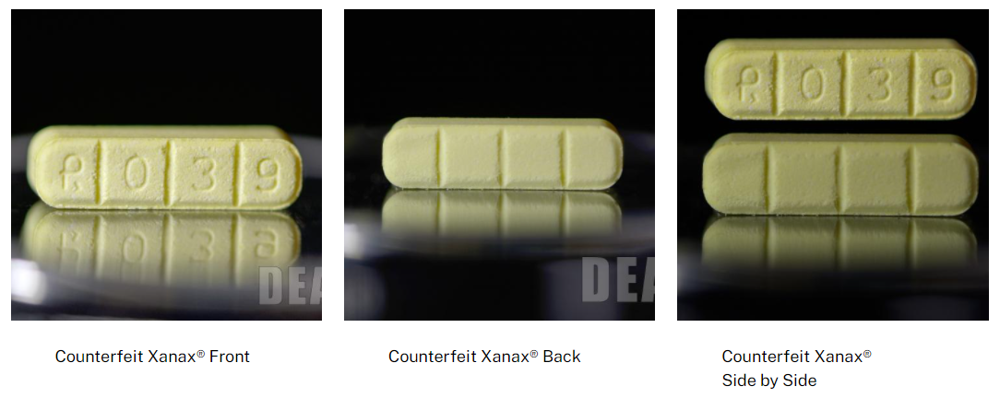 R 0 3 9
DEA
Counterfeit Xanax® Front
DEA
Counterfeit Xanax® Back
R 0 3 9
Counterfeit Xanax®
Side by Side